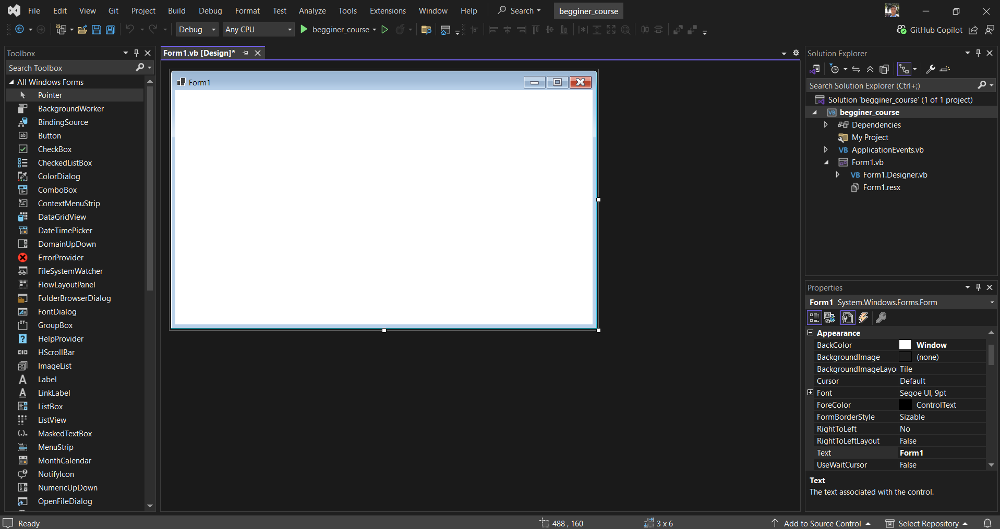 File Edit View Git Project Build Debug Format Test Analyze Tools Extensions Window Help Search begginer_course
Debug Any CPU begginer_course GitHub Copilot
Toolbox
Search Toolbox
All Windows Forms
Pointer
BackgroundWorker
BindingSource
Button
CheckBox
CheckedListBox
ColorDialog
ComboBox
ContextMenuStrip
DataGridView
DateTimePicker
DomainUpDown
ErrorProvider
FileSystemWatcher
FlowLayoutPanel
FolderBrowserDialog
FontDialog
GroupBox
HelpProvider
HScrollBar
ImageList
Label
LinkLabel
ListBox
ListView
MaskedTextBox
MenuStrip
MonthCalendar
NotifyIcon
NumericUpDown
OpenFileDialog
Form1.vb [Design]*
Form1
Solution Explorer
Search Solution Explorer (Ctrl+;)
Solution 'begginer_course' (1 of 1 project)
VB begginer_course
Dependencies
My Project
VB ApplicationEvents.vb
Form1.vb
VB Form1.Designer.vb
Form1.resx
Properties
Form1 System.Windows.Forms.Form
Appearance
BackColor Window
BackgroundImage (none)
BackgroundImageLayou Tile
Cursor Default
Font Segoe UI, 9pt
ForeColor ControlText
FormBorderStyle Sizable
RightToLeft No
RightToLeftLayout False
Text Form1
UseWaitCursor False
Text
The text associated with the control.
Ready 488 , 160 3 x 6 Add to Source Control Select Repository